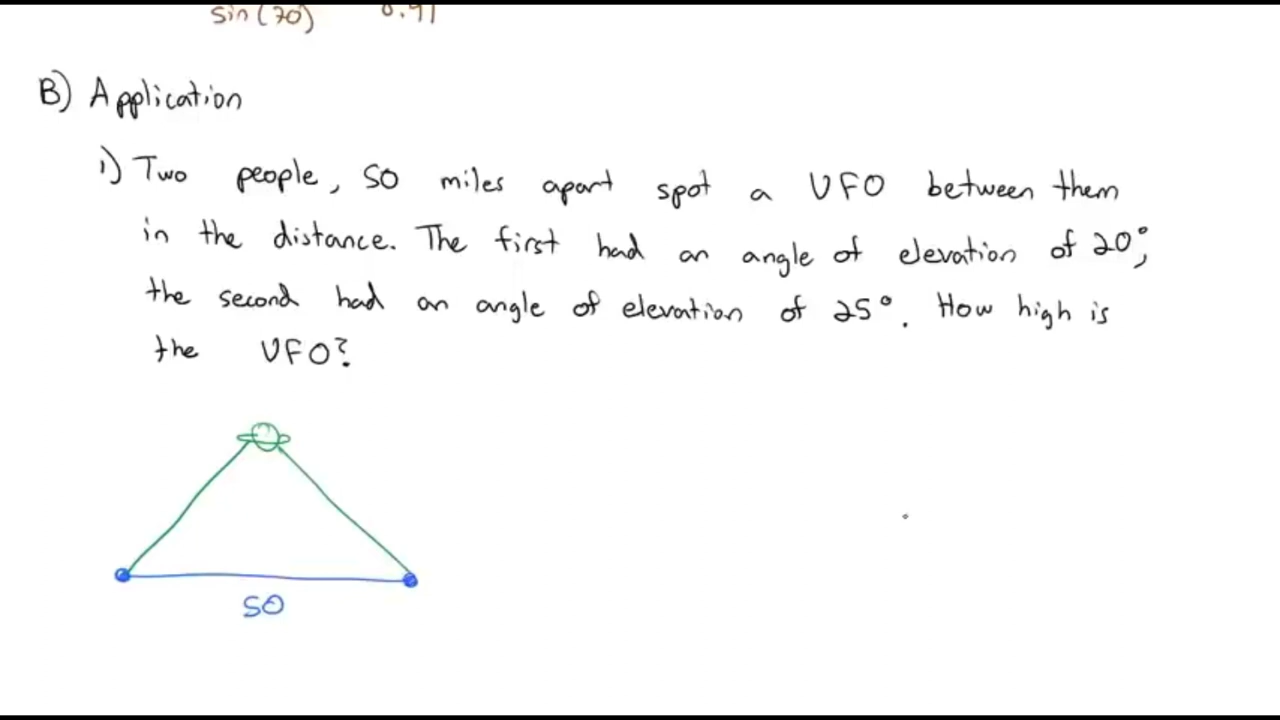 sin(70) 0.91
B) Application
1) Two people, 50 miles apart spot a UFO between them
in the distance. The first had an angle of elevation of 20°,
the second had an angle of elevation of 25°. How high is
the UFO?
50